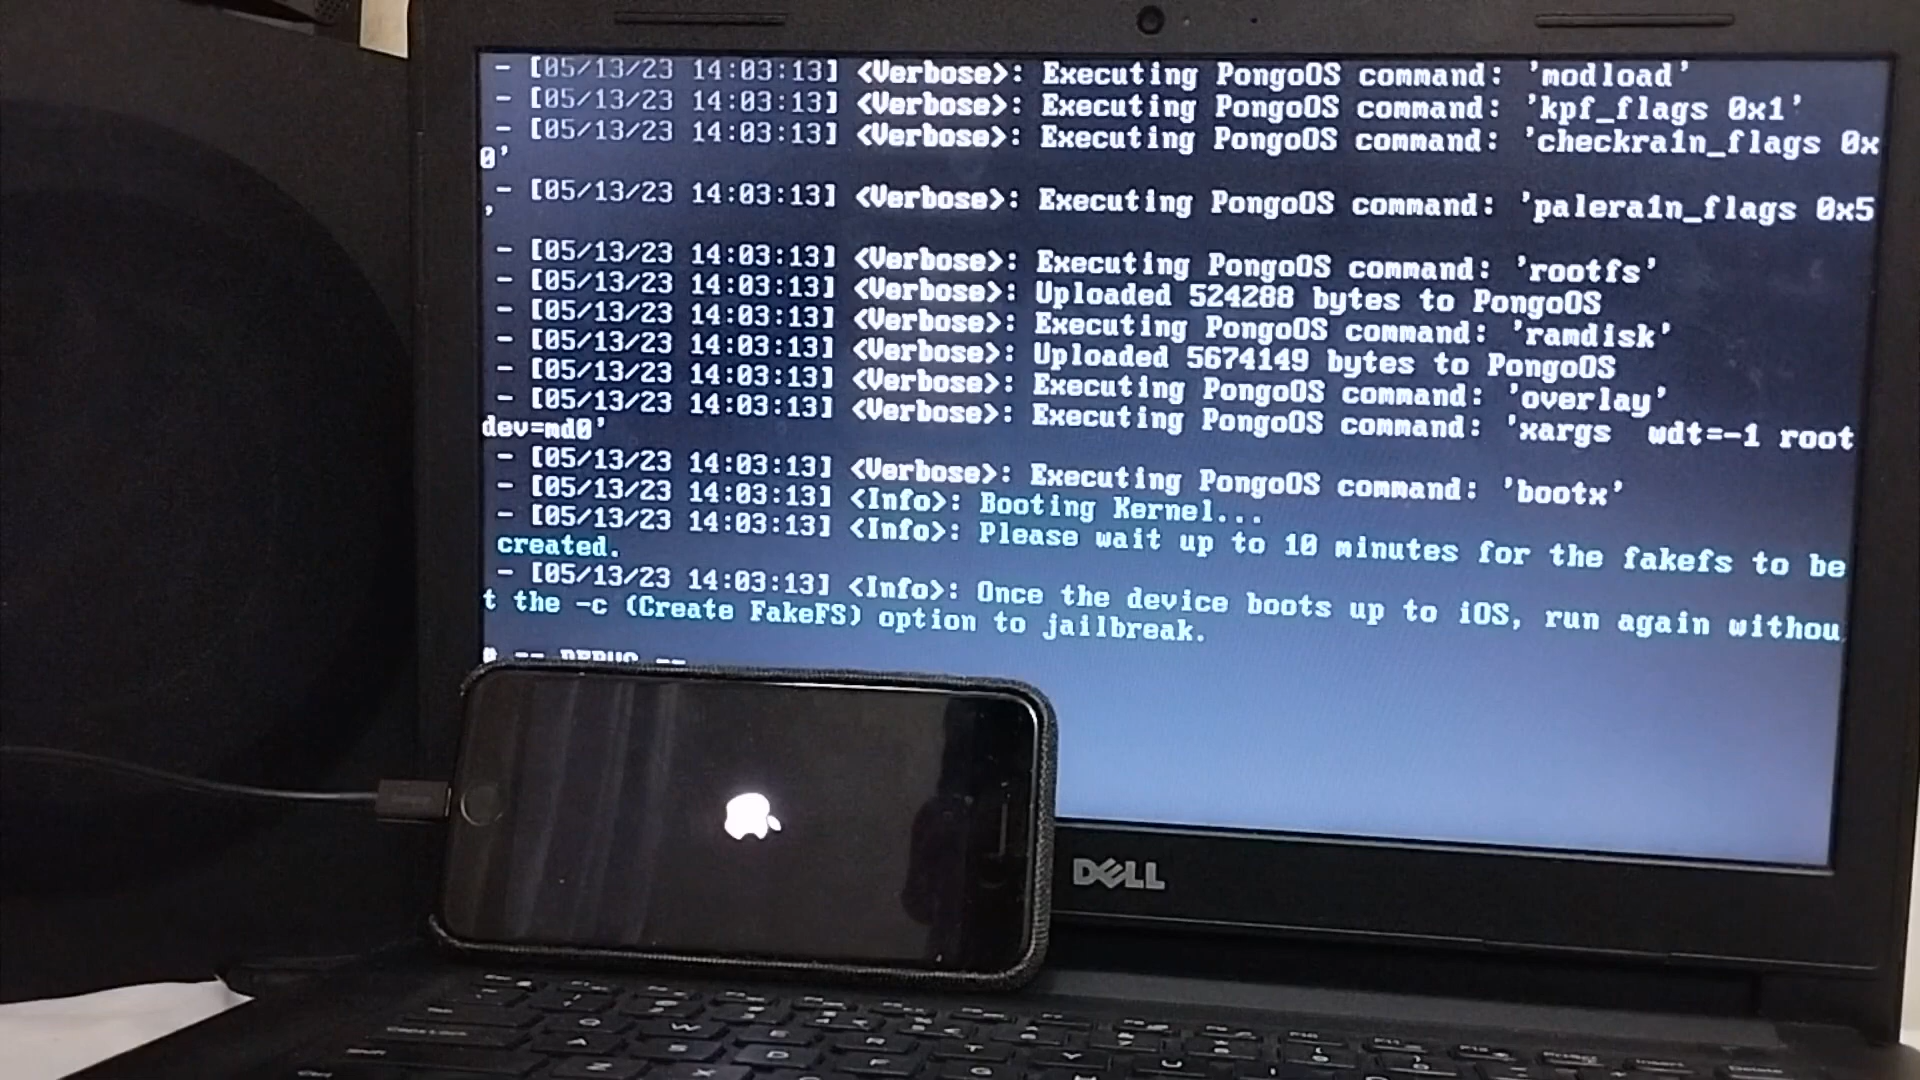 - [05/13/23 14:03:13] <Verbose>: Executing PongoOS command: 'modload'
- [05/13/23 14:03:13] <Verbose>: Executing PongoOS command: 'kpf_flags 0x1'
- [05/13/23 14:03:13] <Verbose>: Executing PongoOS command: 'checkra1n_flags 0x
0'
- [05/13/23 14:03:13] <Verbose>: Executing PongoOS command: 'palera1n_flags 0x5
'
- [05/13/23 14:03:13] <Verbose>: Executing PongoOS command: 'rootfs'
- [05/13/23 14:03:13] <Verbose>: Uploaded 524288 bytes to PongoOS
- [05/13/23 14:03:13] <Verbose>: Executing PongoOS command: 'ramdisk'
- [05/13/23 14:03:13] <Verbose>: Uploaded 5674149 bytes to PongoOS
- [05/13/23 14:03:13] <Verbose>: Executing PongoOS command: 'overlay'
- [05/13/23 14:03:13] <Verbose>: Executing PongoOS command: 'xargs  wdt=-1 root
dev=md0'
- [05/13/23 14:03:13] <Verbose>: Executing PongoOS command: 'bootx'
- [05/13/23 14:03:13] <Info>: Booting Kernel...
- [05/13/23 14:03:13] <Info>: Please wait up to 10 minutes for the fakefs to be
created.
- [05/13/23 14:03:13] <Info>: Once the device boots up to iOS, run again withou
t the -c (Create FakeFS) option to jailbreak.
# -- DEBUG --
DELL
Q W E R T Y U
A S D F
Z X